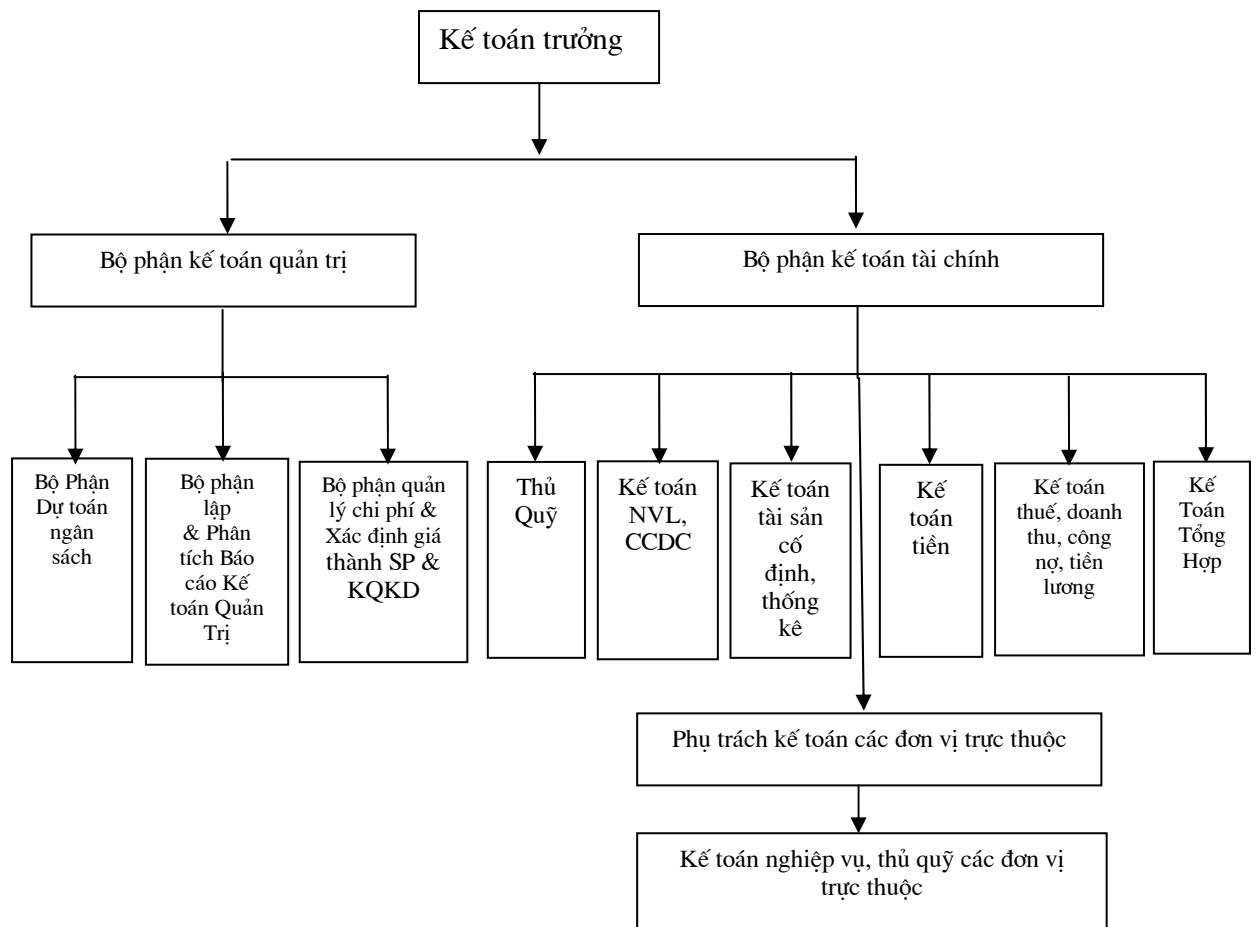 Kế toán trưởng
Bộ phận kế toán quản trị
Bộ phận kế toán tài chính
Bộ Phận
Dự toán
ngân
sách
Bộ phận
lập
& Phân
tích Báo
cáo Kế
toán Quản
Trị
Bộ phận quản
lý chi phí &
Xác định giá
thành SP &
KQKD
Thủ
Quỹ
Kế toán
NVL,
CCDC
Kế toán
tài sản
cố
định,
thống
kê
Kế
toán
tiền
Kế toán
thuế, doanh
thu, công
nợ, tiền
lương
Kế
Toán
Tổng
Hợp
Phụ trách kế toán các đơn vị trực thuộc
Kế toán nghiệp vụ, thủ quỹ các đơn vị
trực thuộc